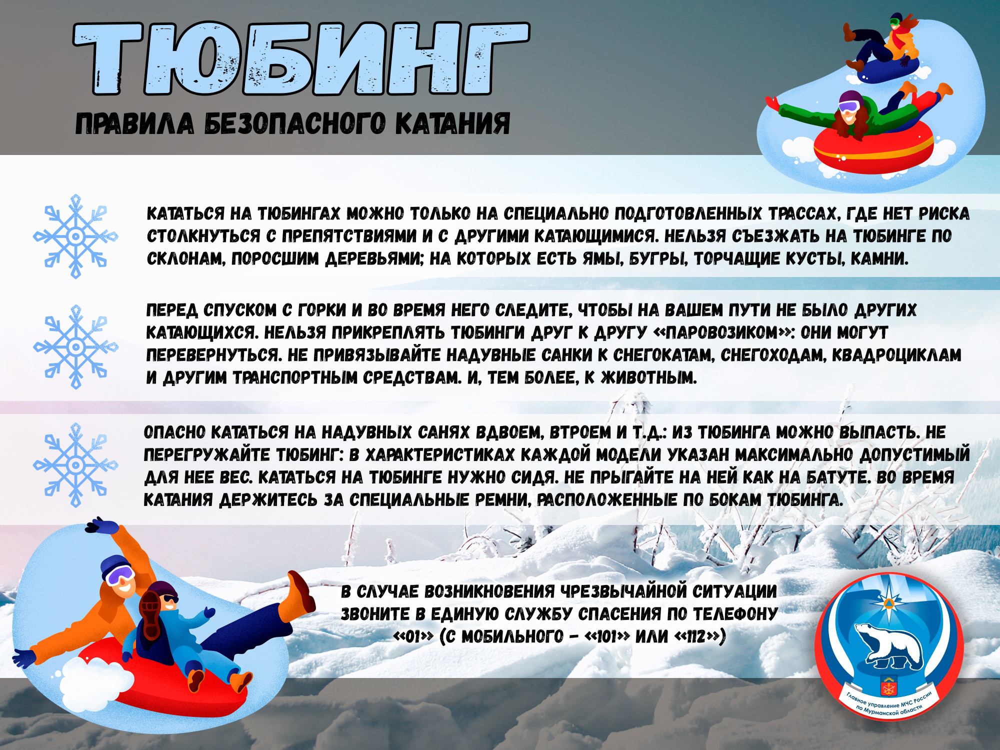 ТЮБИНГ
ПРАВИЛА БЕЗОПАСНОГО КАТАНИЯ
КАТАТЬСЯ НА ТЮБИНГАХ МОЖНО ТОЛЬКО НА СПЕЦИАЛЬНО ПОДГОТОВЛЕННЫХ ТРАССАХ, ГДЕ НЕТ РИСКА
СТОЛКНУТЬСЯ С ПРЕПЯТСТВИЯМИ И С ДРУГИМИ КАТАЮЩИМИСЯ. НЕЛЬЗЯ СЪЕЗЖАТЬ НА ТЮБИНГЕ ПО
СКЛОНАМ, ПОРОСШИМ ДЕРЕВЬЯМИ; НА КОТОРЫХ ЕСТЬ ЯМЫ, БУГРЫ, ТОРЧАЩИЕ КУСТЫ, КАМНИ.
ПЕРЕД СПУСКОМ С ГОРКИ И ВО ВРЕМЯ НЕГО СЛЕДИТЕ, ЧТОБЫ НА ВАШЕМ ПУТИ НЕ БЫЛО ДРУГИХ
КАТАЮЩИХСЯ. НЕЛЬЗЯ ПРИКРЕПЛЯТЬ ТЮБИНГИ ДРУГ К ДРУГУ «ПАРОВОЗИКОМ»: ОНИ МОГУТ
ПЕРЕВЕРНУТЬСЯ. НЕ ПРИВЯЗЫВАЙТЕ НАДУВНЫЕ САНКИ К СНЕГОКАТАМ, СНЕГОХОДАМ, КВАДРОЦИКЛАМ
И ДРУГИМ ТРАНСПОРТНЫМ СРЕДСТВАМ. И, ТЕМ БОЛЕЕ, К ЖИВОТНЫМ.
ОПАСНО КАТАТЬСЯ НА НАДУВНЫХ САНЯХ ВДВОЕМ, ВТРОЕМ И Т.Д.: ИЗ ТЮБИНГА МОЖНО ВЫПАСТЬ. НЕ
ПЕРЕГРУЖАЙТЕ ТЮБИНГ: В ХАРАКТЕРИСТИКАХ КАЖДОЙ МОДЕЛИ УКАЗАН МАКСИМАЛЬНО ДОПУСТИМЫЙ
ДЛЯ НЕЕ ВЕС. КАТАТЬСЯ НА ТЮБИНГЕ НУЖНО СИДЯ. НЕ ПРЫГАЙТЕ НА НЕЙ КАК НА БАТУТЕ. ВО ВРЕМЯ
КАТАНИЯ ДЕРЖИТЕСЬ ЗА СПЕЦИАЛЬНЫЕ РЕМНИ, РАСПОЛОЖЕННЫЕ ПО БОКАМ ТЮБИНГА.
В СЛУЧАЕ ВОЗНИКНОВЕНИЯ ЧРЕЗВЫЧАЙНОЙ СИТУАЦИИ
ЗВОНИТЕ В ЕДИНУЮ СЛУЖБУ СПАСЕНИЯ ПО ТЕЛЕФОНУ
«01» (С МОБИЛЬНОГО – «101» ИЛИ «112»)
Главное управление МЧС России
по Мурманской области